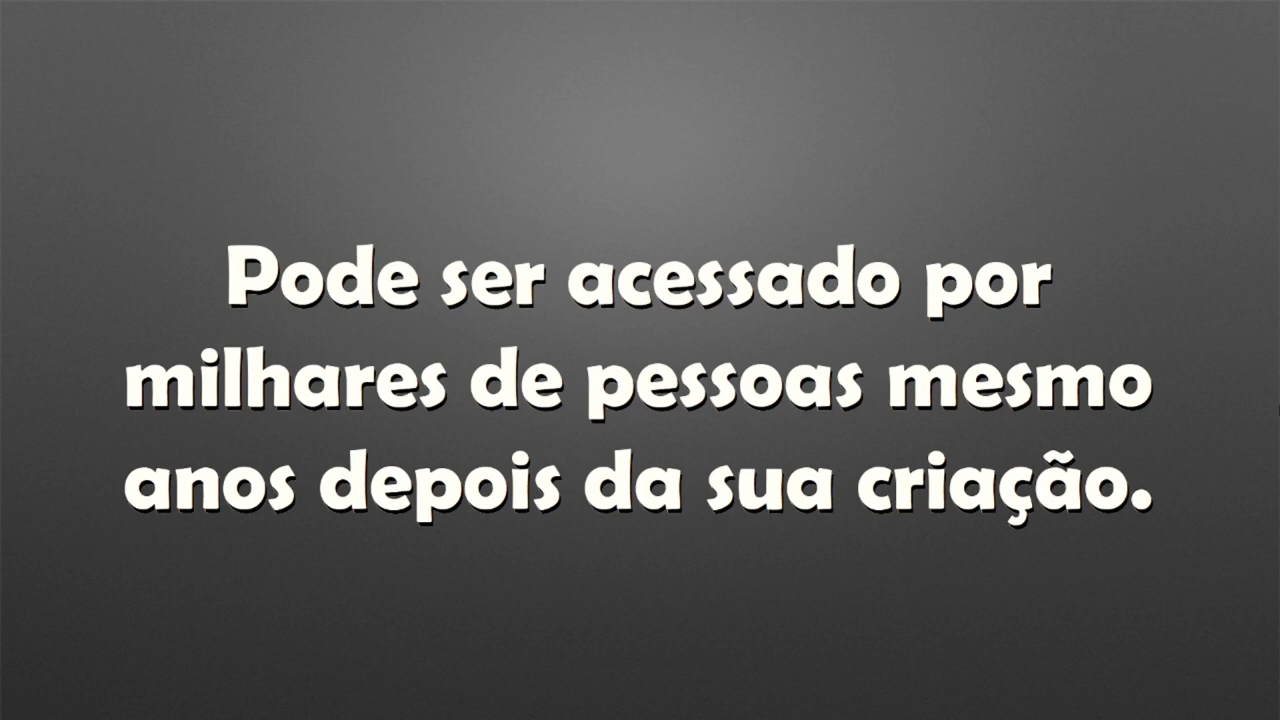 Pode ser acessado por
milhares de pessoas mesmo
anos depois da sua criação.